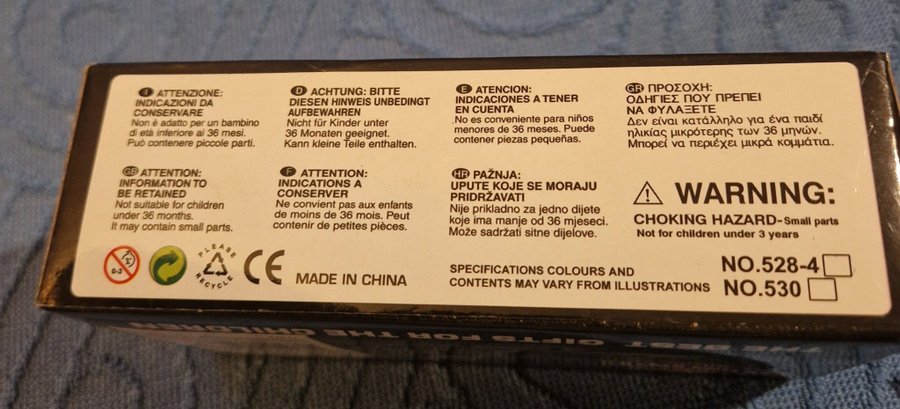 I ATTENZIONE:
INDICAZIONI DA
CONSERVARE
Non è adatto per un bambino
di età inferiore ai 36 mesi.
Può contenere piccole parti.
D ACHTUNG: BITTE
DIESEN HINWEIS UNBEDINGT
AUFBEWAHREN
Nicht für Kinder unter
36 Monaten geeignet.
Kann kleine Teile enthalten.
E ATENCION:
INDICACIONES A TENER
EN CUENTA
No es conveniente para niños
menores de 36 meses. Puede
contener piezas pequeñas.
GR ΠΡΟΣΟΧΗ:
ΟΔΗΓΙΕΣ ΠΟΥ ΠΡΕΠΕΙ
ΝΑ ΦΥΛΑΞΕΤΕ
Δεν είναι κατάλληλο για ένα παιδί
ηλικίας μικρότερης των 36 μηνών.
Μπορεί να περιέχει μικρά κομμάτια.
GB ATTENTION:
INFORMATION TO
BE RETAINED
Not suitable for children
under 36 months.
It may contain small parts.
F ATTENTION:
INDICATIONS A
CONSERVER
Ne convient pas aux enfants
de moins de 36 mois. Peut
contenir de petites pièces.
HR PAŽNJA:
UPUTE KOJE SE MORAJU
PRIDRŽAVATI
Nije prikladno za jedno dijete
koje ima manje od 36 mjeseci.
Može sadržati sitne dijelove.
WARNING:
CHOKING HAZARD-Small parts
Not for children under 3 years
0-3
PLEASE
RECYCLE
CE
MADE IN CHINA
SPECIFICATIONS COLOURS AND
CONTENTS MAY VARY FROM ILLUSTRATIONS
NO.528-4
NO.530
THE BEST GIFTS FOR THE CHILDREN